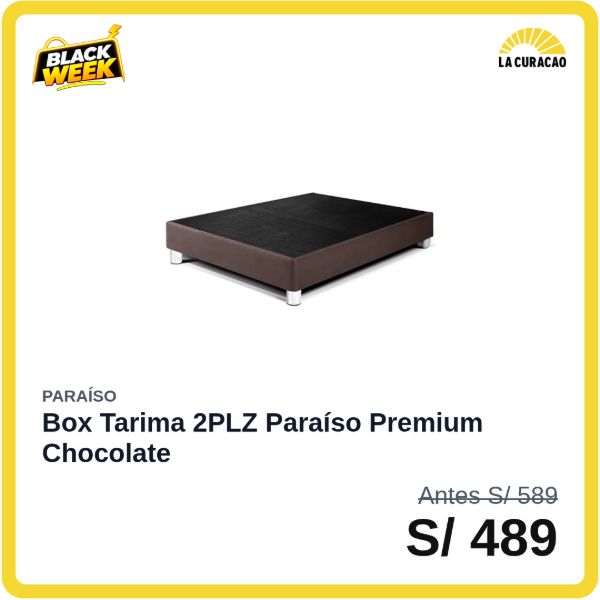 BLACK
WEEK
LA CURACAO
PARAÍSO
Box Tarima 2PLZ Paraíso Premium
Chocolate
Antes S/ 589
S/ 489